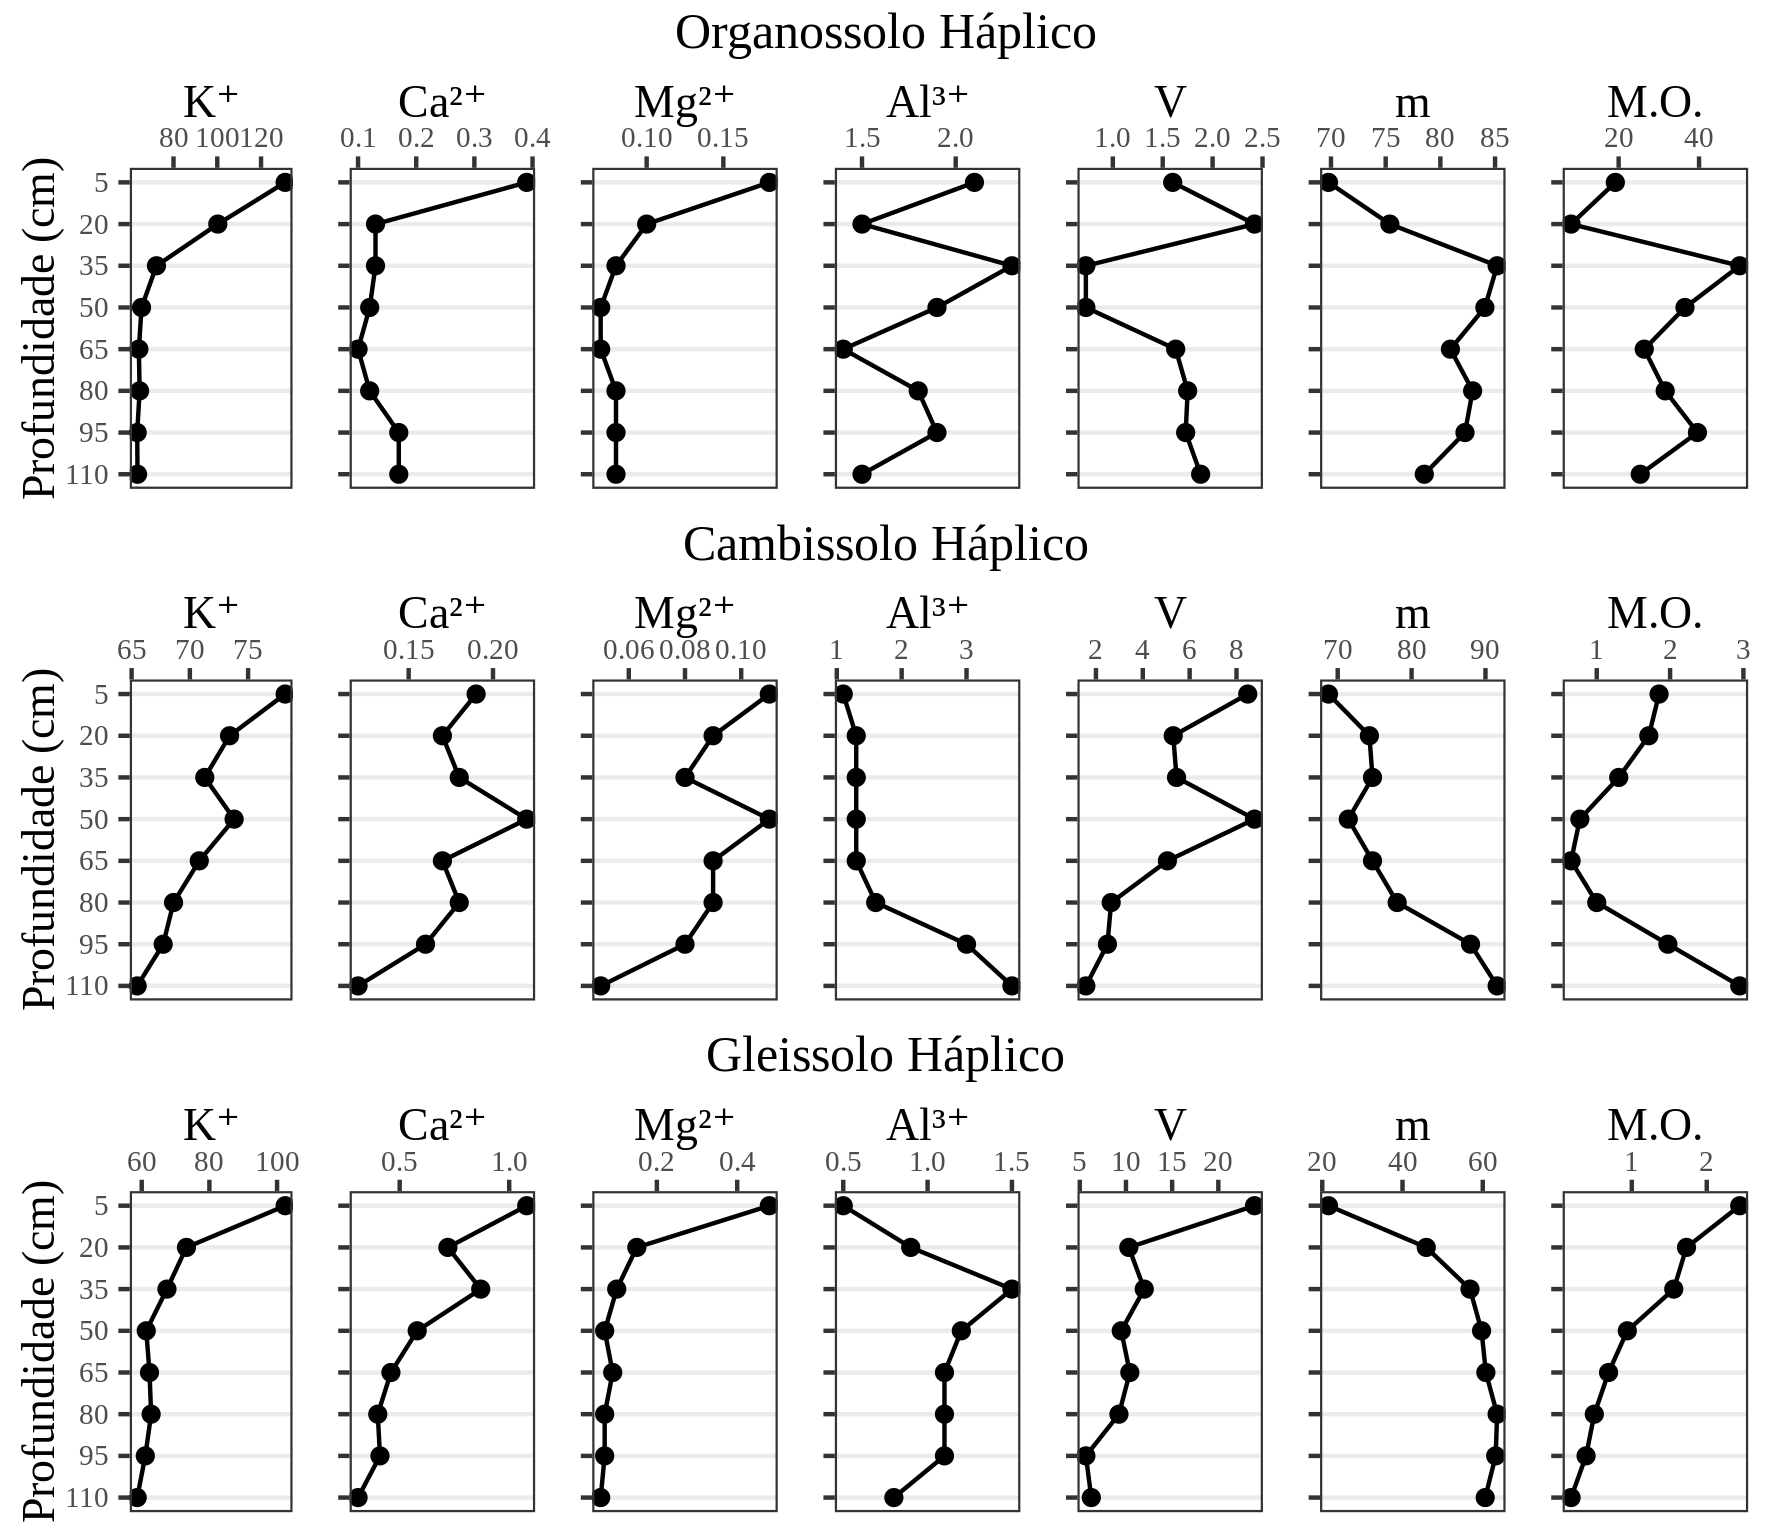 Organossolo Háplico
K⁺ Ca²⁺ Mg²⁺ Al³⁺ V m M.O.
80 100 120 0.1 0.2 0.3 0.4 0.10 0.15 1.5 2.0 1.0 1.5 2.0 2.5 70 75 80 85 20 40
Profundidade (cm)
5
20
35
50
65
80
95
110
Cambissolo Háplico
K⁺ Ca²⁺ Mg²⁺ Al³⁺ V m M.O.
65 70 75 0.15 0.20 0.06 0.08 0.10 1 2 3 2 4 6 8 70 80 90 1 2 3
Profundidade (cm)
5
20
35
50
65
80
95
110
Gleissolo Háplico
K⁺ Ca²⁺ Mg²⁺ Al³⁺ V m M.O.
60 80 100 0.5 1.0 0.2 0.4 0.5 1.0 1.5 5 10 15 20 20 40 60 1 2
Profundidade (cm)
5
20
35
50
65
80
95
110